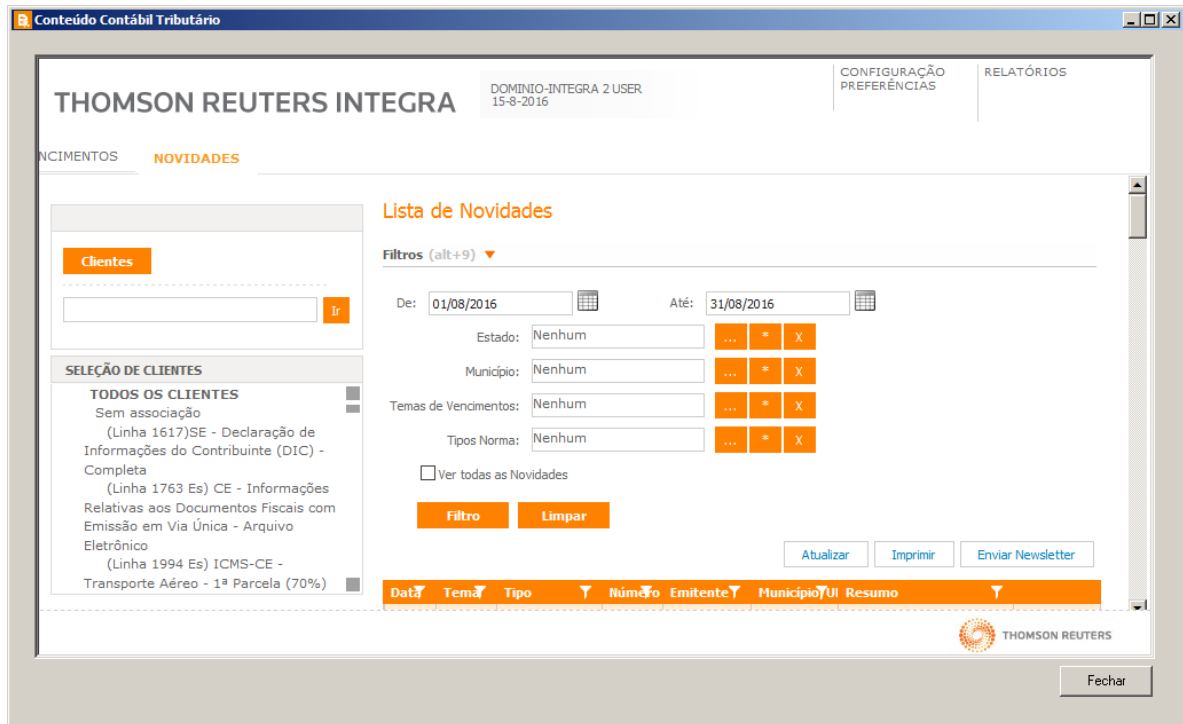 Conteúdo Contábil Tributário
THOMSON REUTERS INTEGRA
DOMINIO-INTEGRA 2 USER
15-8-2016
CONFIGURAÇÃO
PREFERÊNCIAS
RELATÓRIOS
NCIMENTOS
NOVIDADES
Clientes
Ir
SELEÇÃO DE CLIENTES
TODOS OS CLIENTES
Sem associação
(Linha 1617)SE - Declaração de
Informações do Contribuinte (DIC) -
Completa
(Linha 1763 Es) CE - Informações
Relativas aos Documentos Fiscais com
Emissão em Via Única - Arquivo
Eletrônico
(Linha 1994 Es) ICMS-CE -
Transporte Aéreo - 1ª Parcela (70%)
Lista de Novidades
Filtros (alt+9)
De: 01/08/2016 Até: 31/08/2016
Estado: Nenhum ... * X
Município: Nenhum ... * X
Temas de Vencimentos: Nenhum ... * X
Tipos Norma: Nenhum ... * X
Ver todas as Novidades
Filtro Limpar
Atualizar Imprimir Enviar Newsletter
Data Tema Tipo Número Emitente Município Resumo
THOMSON REUTERS
Fechar